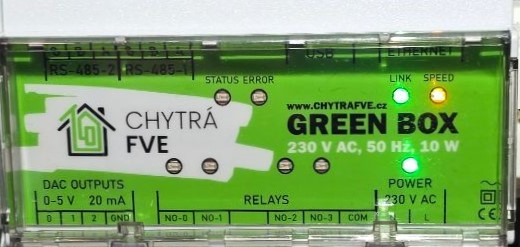 USB ETHERNET
RS-485-2 RS-485-1
STATUS ERROR LINK SPEED
www.CHYTRAFVE.cz
CHYTRÁ
FVE
GREEN BOX
230 V AC, 50 Hz, 10 W
DAC OUTPUTS
0-5 V 20 mA
0 1 2 GND
RELAYS
NO-0 NO-1 NO-2 NO-3 COM
POWER
230 V AC
L
CE